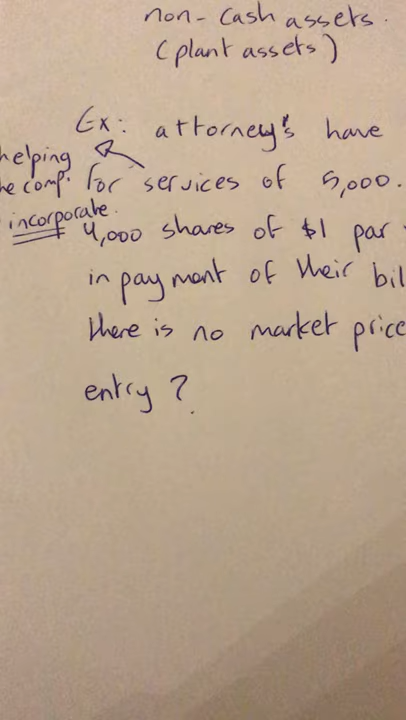 non-cash assets.
(plant assets)
Ex: attorney's have
helping
he comp.
incorporate.
for services of 5,000.
4,000 shares of $1 par
in payment of their bil
there is no market price
entry?